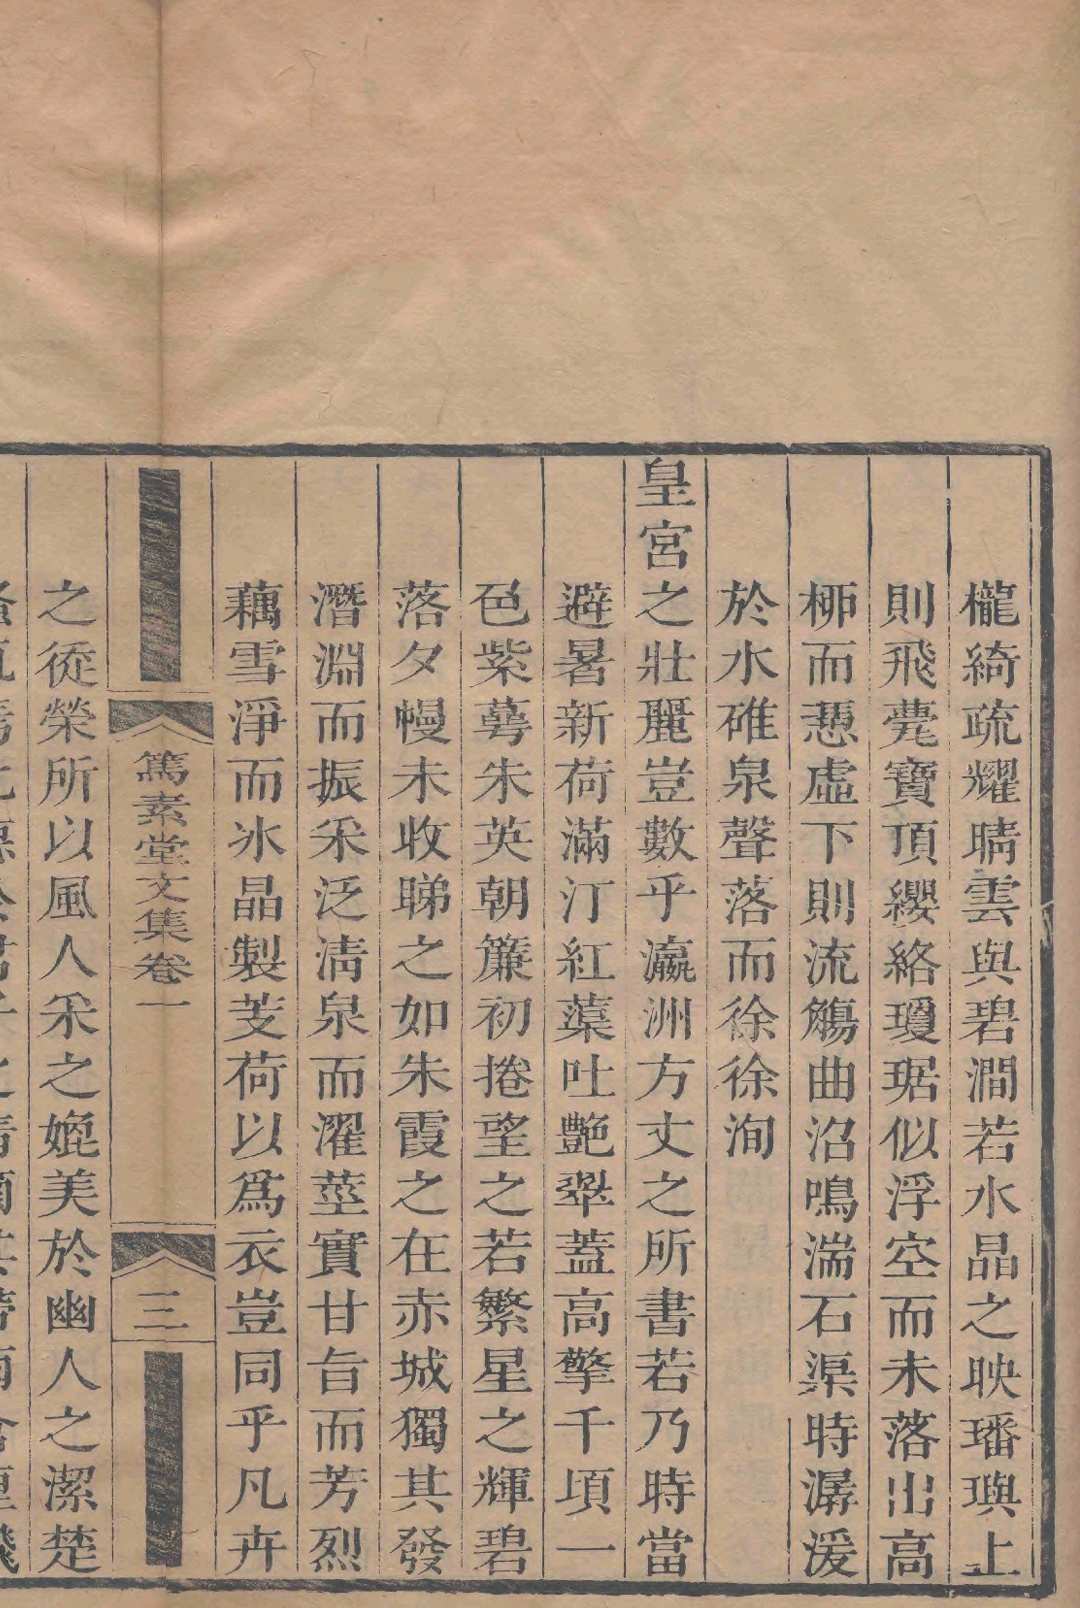 櫳綺疏耀晴雲與碧澗若水晶之映璠璵上
則飛甍寶頂纓絡瓊琚似浮空而未落出高
柳而憑虛下則流觴曲沼鳴湍石渠時潺湲
於水碓泉聲落而徐徐洵
皇宮之壯麗豈數乎瀛洲方丈之所書若乃時當
避暑新荷滿汀紅蕖吐艷翠蓋高擎千頃一
色紫萼朱英朝簾初捲望之若繁星之輝碧
落夕幔未收睇之如朱霞之在赤城獨其發
潛淵而振采泛淸泉而濯莖實甘旨而芳烈
藕雪淨而冰晶製芰荷以爲衣豈同乎凡卉
篤素堂文集卷一
三
之徒榮所以風人采之媲美於幽人之潔楚